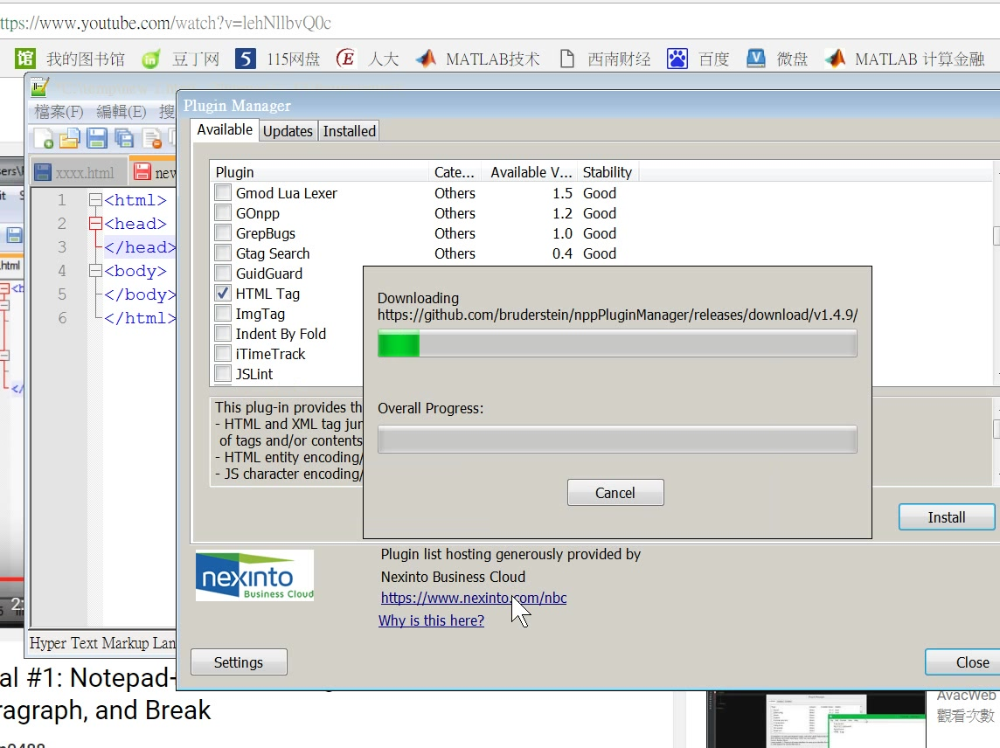 ttps://www.youtube.com/watch?v=lehNllbvQ0c
馆 我的图书馆 in 豆丁网 5 115网盘 E 人大 MATLAB技术 西南财经 百度 V 微盘 MATLAB 计算金融
檔案(F) 編輯(E) 搜
Plugin Manager
Available Updates Installed
xxxx.html new
Plugin Cate... Available V... Stability
Gmod Lua Lexer Others 1.5 Good
GOnpp Others 1.2 Good
GrepBugs Others 1.0 Good
Gtag Search Others 0.4 Good
GuidGuard
HTML Tag
ImgTag
Indent By Fold
iTimeTrack
JSLint
1 <html>
2 <head>
3 </head>
4 <body>
5 </body>
6 </html>
Downloading
https://github.com/bruderstein/nppPluginManager/releases/download/v1.4.9/
Overall Progress:
Cancel
This plug-in provides th
- HTML and XML tag jur
of tags and/or contents
- HTML entity encoding/
- JS character encoding/
Install
nexinto
Business Cloud
Plugin list hosting generously provided by
Nexinto Business Cloud
https://www.nexinto.com/nbc
Why is this here?
Settings Close
Hyper Text Markup Lan
al #1: Notepad-
ragraph, and Break
AvacWeb
觀看次數